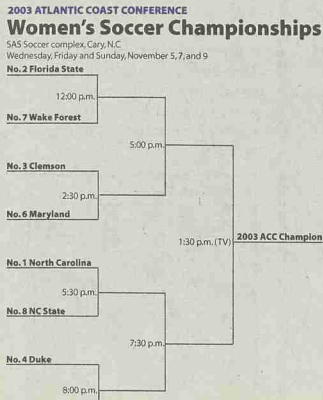 2003 ATLANTIC COAST CONFERENCE
Women's Soccer Championships
SAS Soccer complex, Cary, N.C
Wednesday, Friday and Sunday, November 5, 7, and 9
No. 2 Florida State
12:00 p.m.
No. 7 Wake Forest
5:00 p.m.
No. 3 Clemson
2:30 p.m.
No. 6 Maryland
1:30 p.m. (TV)
2003 ACC Champion
No. 1 North Carolina
5:30 p.m.
No. 8 NC State
7:30 p.m.
No. 4 Duke
8:00 p.m.